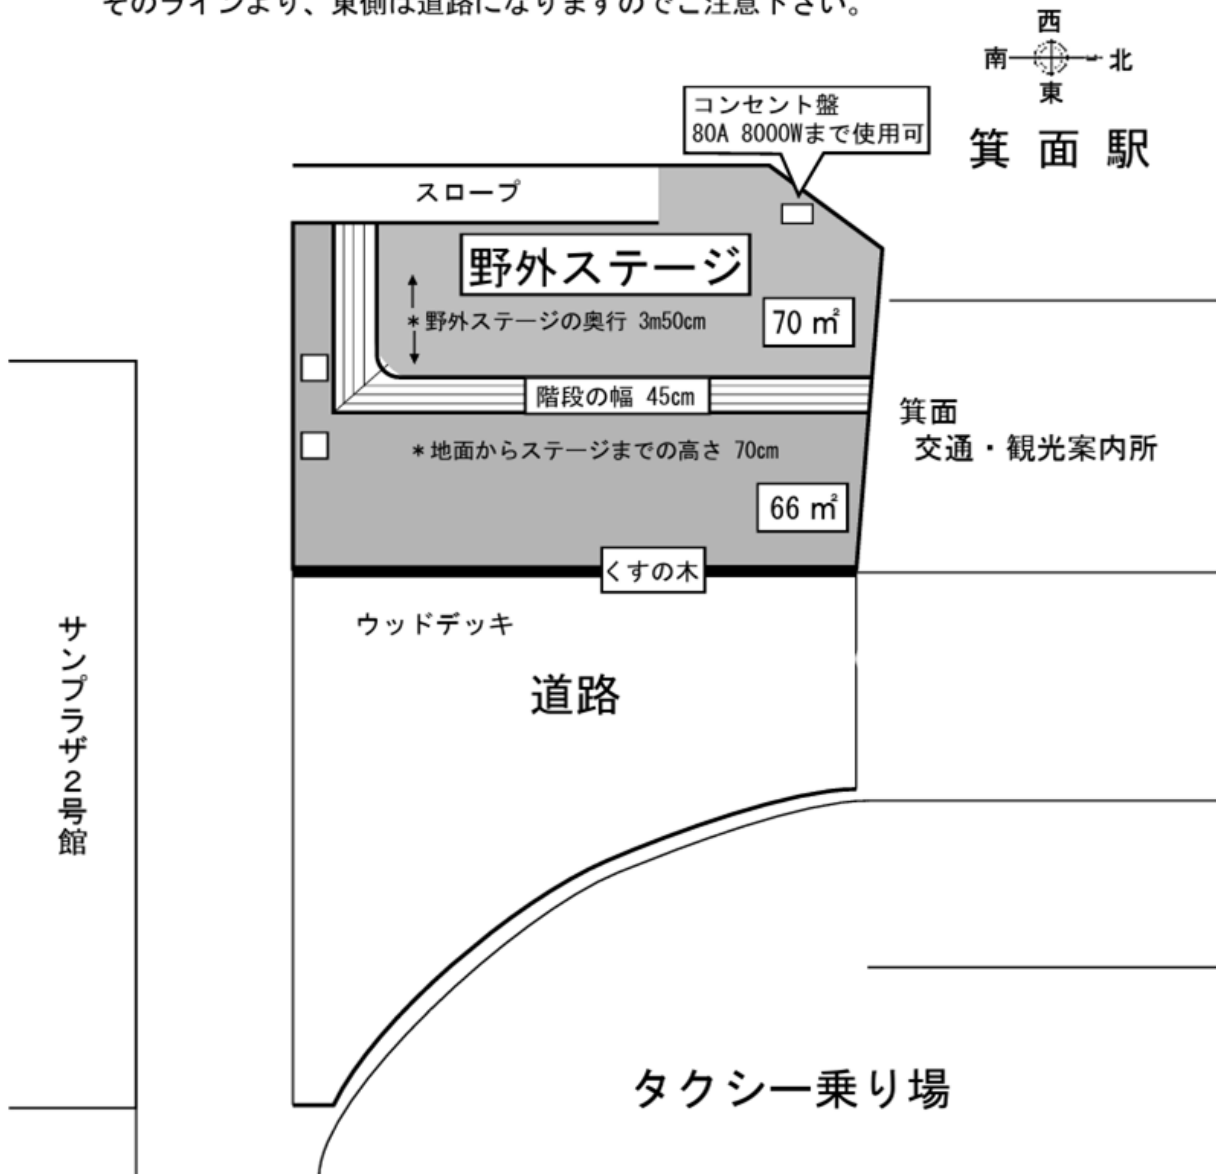 そのラインより、東側は道路になりますのでご注意下さい。
西
南 北
東
箕面駅
コンセント盤
80A 8000Wまで使用可
スロープ
野外ステージ
＊野外ステージの奥行 3m50cm
70 ㎡
階段の幅 45cm
箕面
交通・観光案内所
＊地面からステージまでの高さ 70cm
66 ㎡
くすの木
ウッドデッキ
道路
サンプラザ2号館
タクシー乗り場